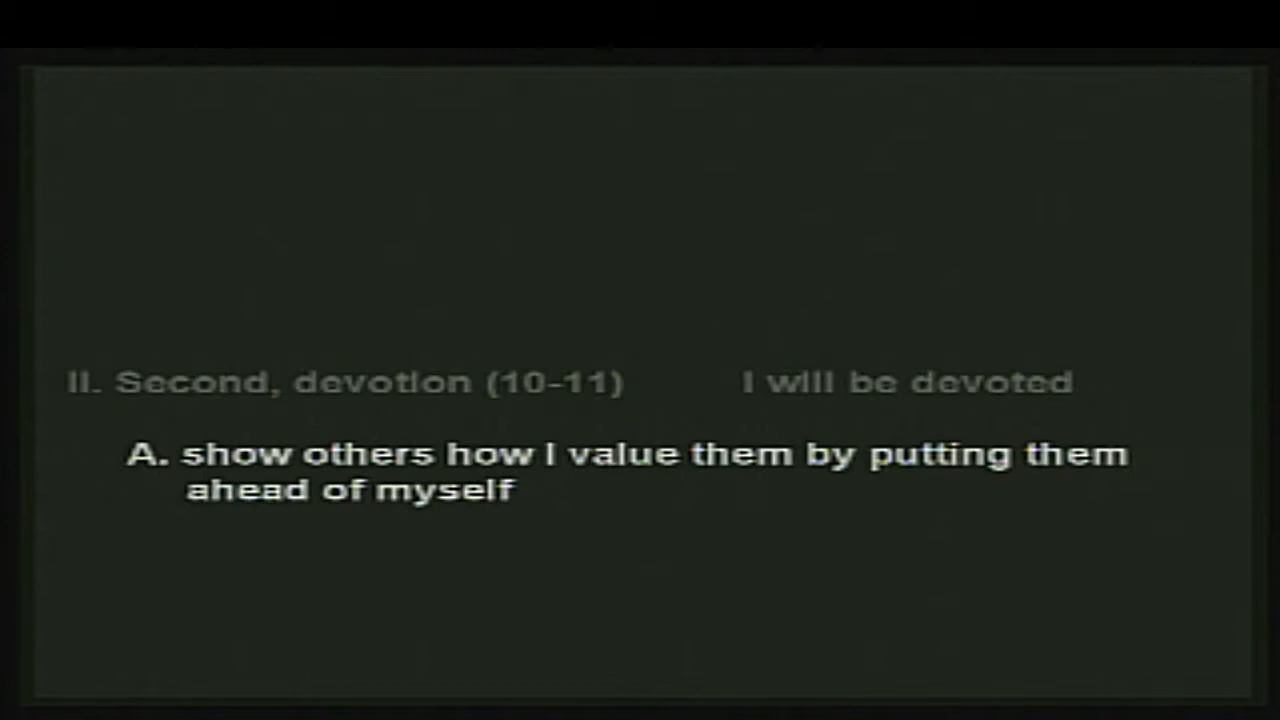 II. Second, devotion (10-11) I will be devoted
A. show others how I value them by putting them
ahead of myself